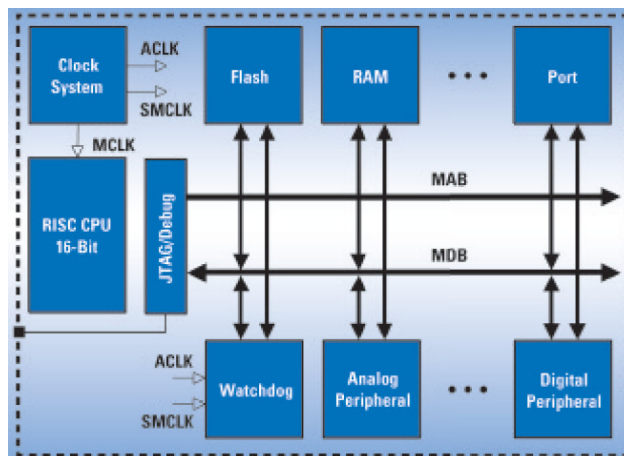 Clock
System
ACLK
SMCLK
MCLK
Flash
RAM
Port
RISC CPU
16-Bit
JTAG/Debug
MAB
MDB
ACLK
SMCLK
Watchdog
Analog
Peripheral
Digital
Peripheral